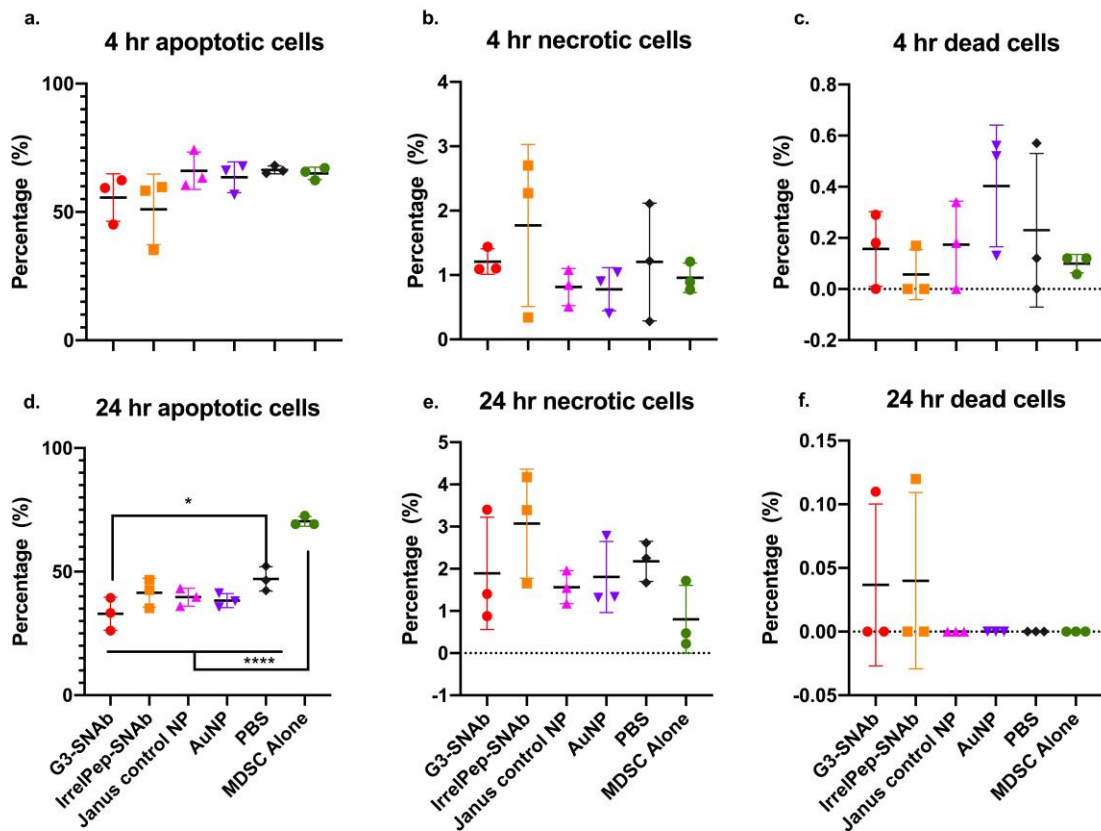 a.
4 hr apoptotic cells
Percentage (%)
100
50
0
b.
4 hr necrotic cells
Percentage (%)
4
3
2
1
0
c.
4 hr dead cells
Percentage (%)
0.8
0.6
0.4
0.2
0.0
-0.2
d.
24 hr apoptotic cells
Percentage (%)
100
50
0
*
****
G3-SNAb
IrrelPep-SNAb
Janus control NP
AuNP
PBS
MDSC Alone
e.
24 hr necrotic cells
Percentage (%)
5
4
3
2
1
0
-1
G3-SNAb
IrrelPep-SNAb
Janus control NP
AuNP
PBS
MDSC Alone
f.
24 hr dead cells
Percentage (%)
0.15
0.10
0.05
0.00
-0.05
G3-SNAb
IrrelPep-SNAb
Janus control NP
AuNP
PBS
MDSC Alone